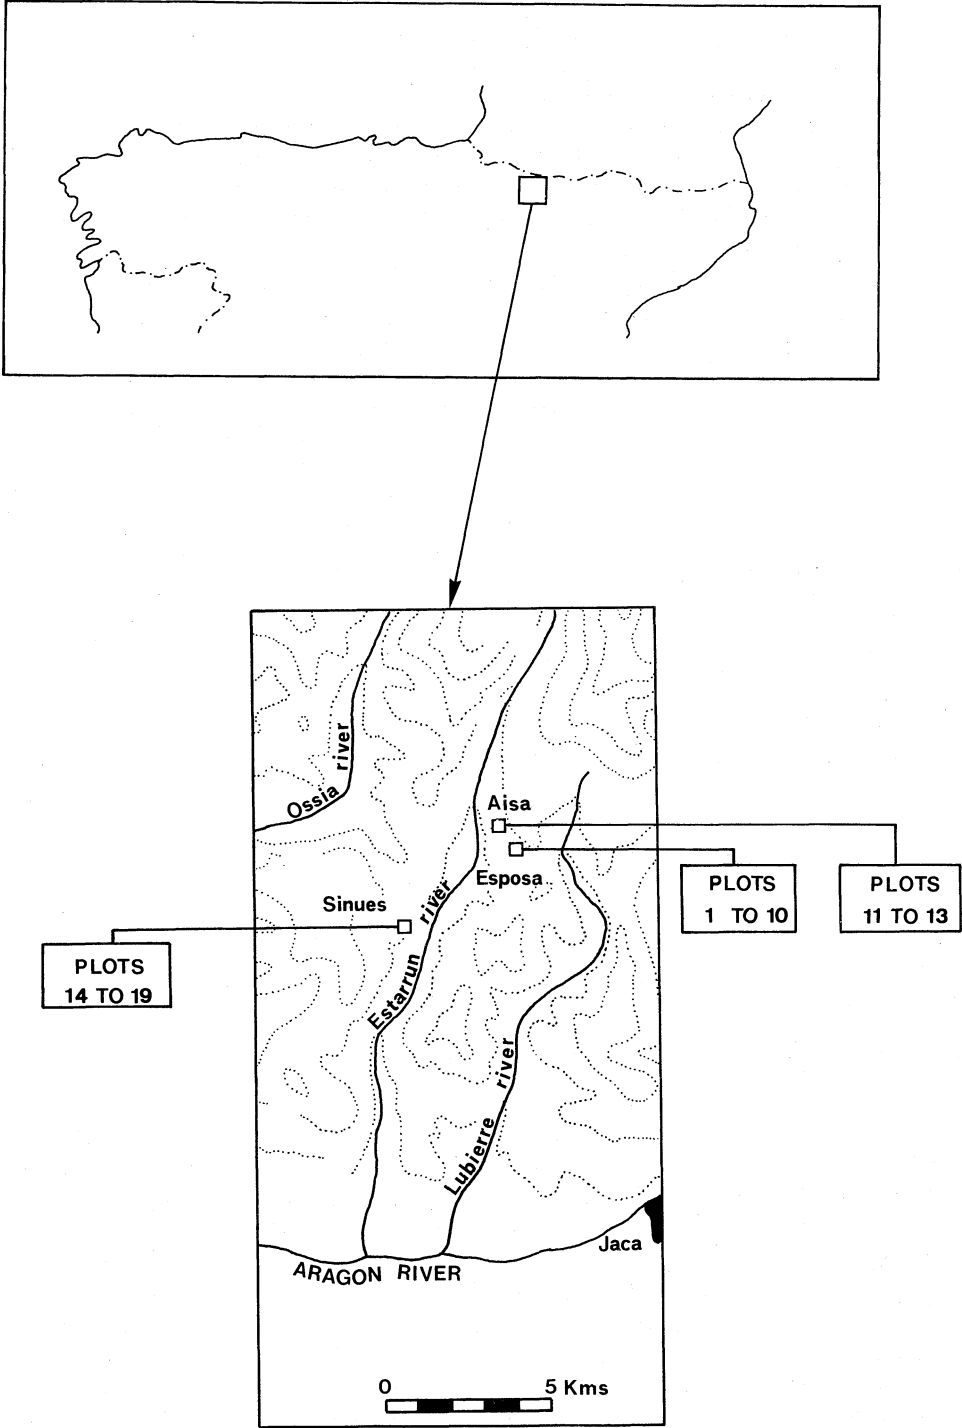 river
Ossia
Aisa
Esposa
PLOTS
1 TO 10
PLOTS
11 TO 13
Sinues
river
Estarrun
PLOTS
14 TO 19
river
Lubierre
Jaca
ARAGON RIVER
0 5 Kms